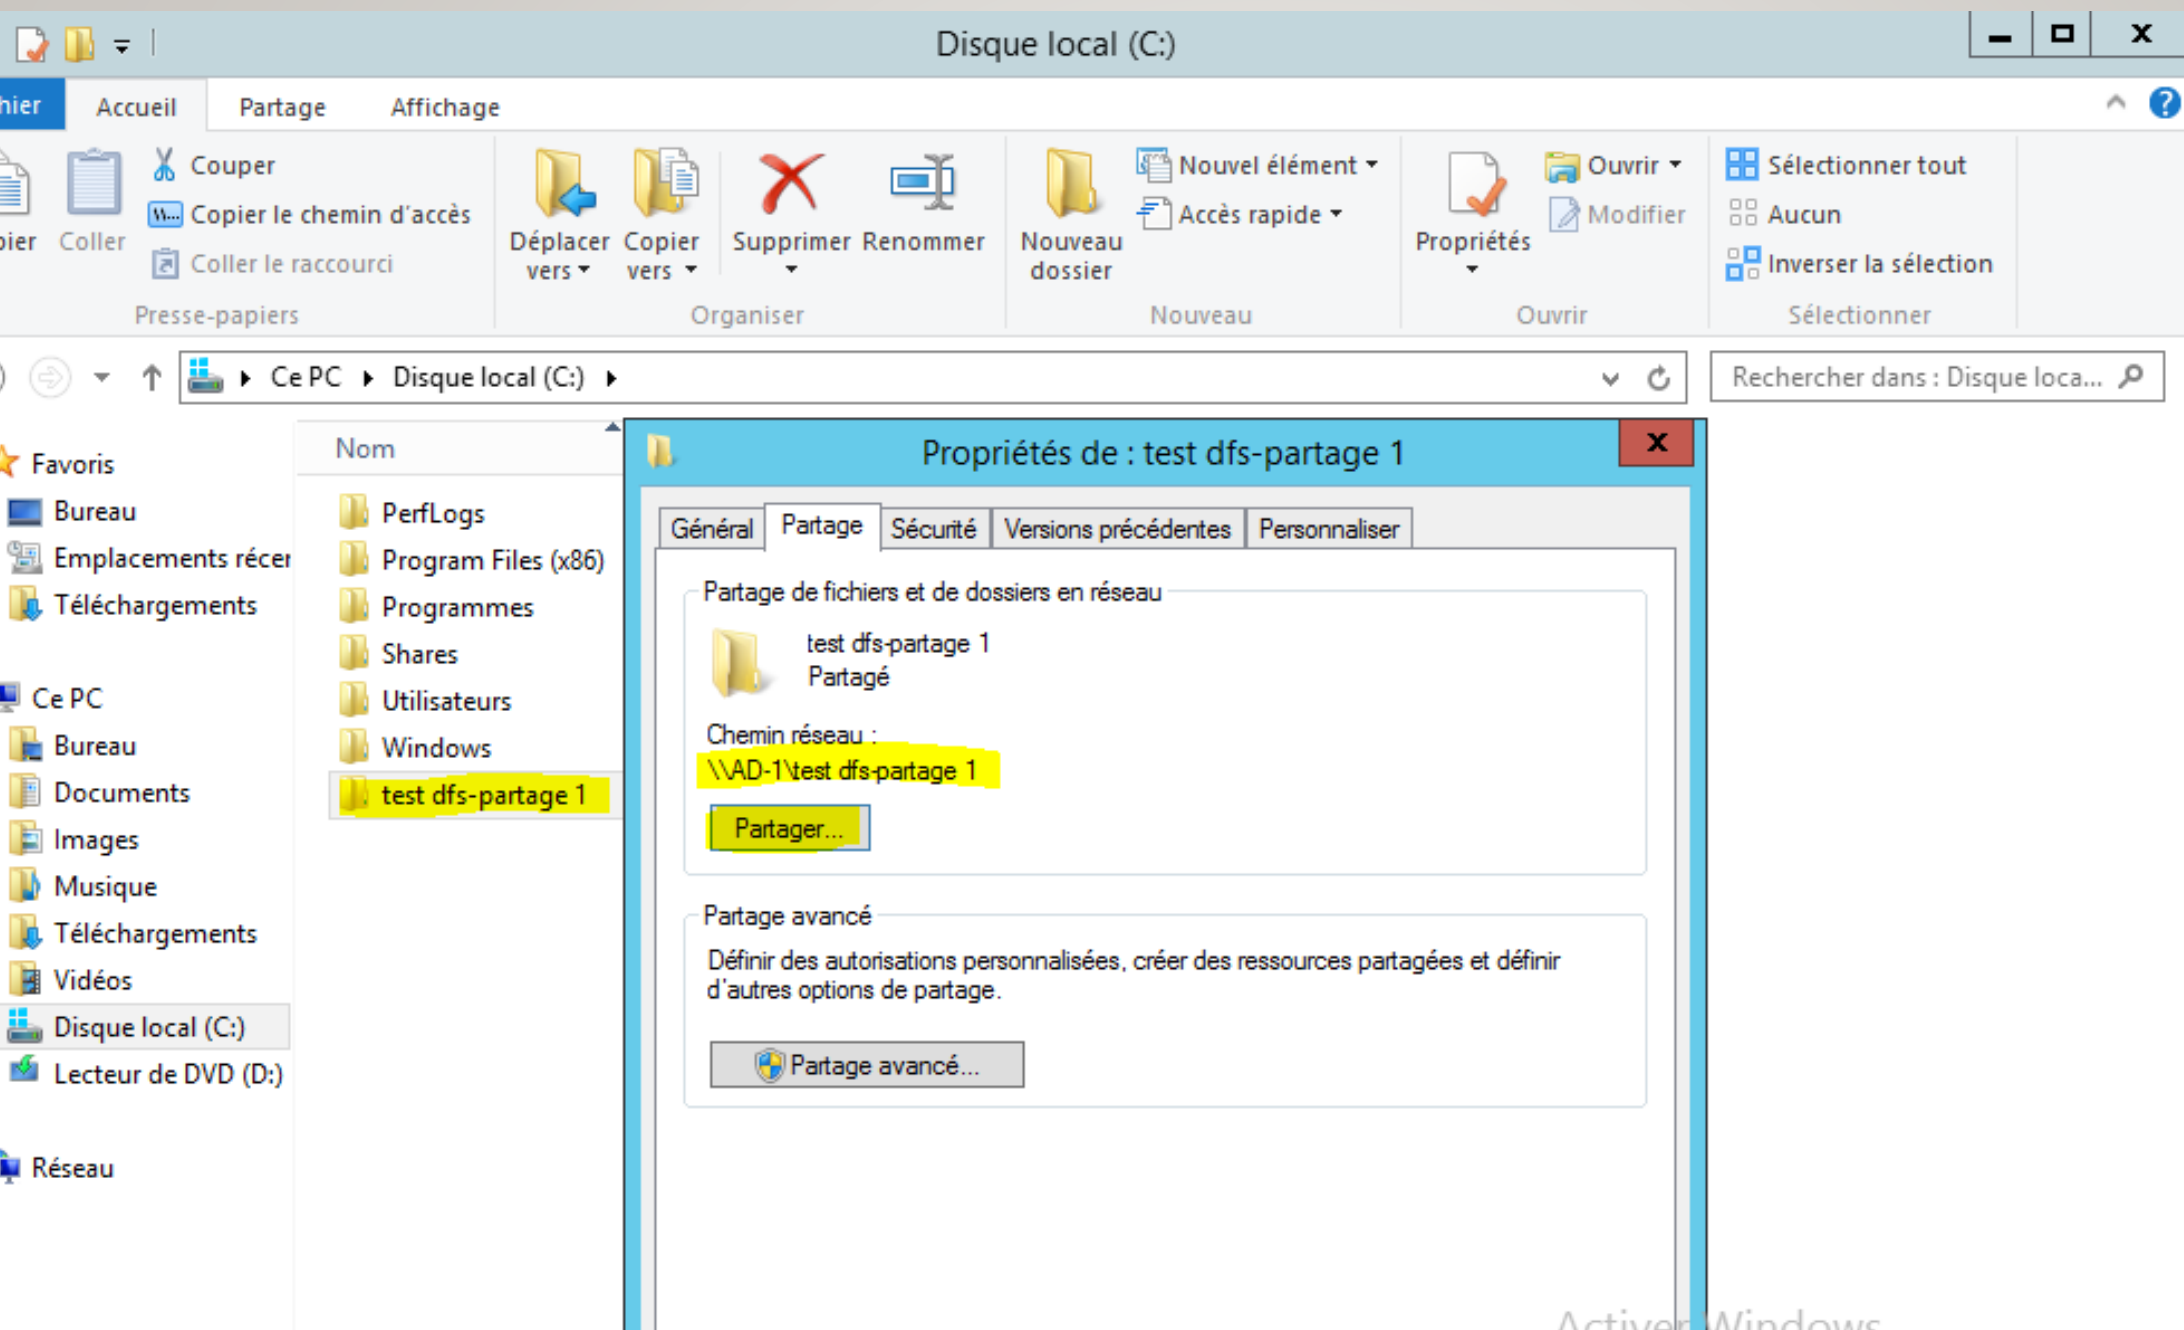 Disque local (C:)
hier
Accueil
Partage
Affichage
Couper
Copier le chemin d'accès
Coller
Coller le raccourci
Presse-papiers
Déplacer vers
Copier vers
Supprimer
Renommer
Organiser
Nouveau dossier
Nouvel élément
Accès rapide
Nouveau
Propriétés
Ouvrir
Modifier
Ouvrir
Sélectionner tout
Aucun
Inverser la sélection
Sélectionner
pier
Ce PC
Disque local (C:)
Rechercher dans : Disque loca...
Favoris
Bureau
Emplacements récer
Téléchargements
Ce PC
Bureau
Documents
Images
Musique
Téléchargements
Vidéos
Disque local (C:)
Lecteur de DVD (D:)
Réseau
Nom
PerfLogs
Program Files (x86)
Programmes
Shares
Utilisateurs
Windows
test dfs-partage 1
Propriétés de : test dfs-partage 1
Général
Partage
Sécurité
Versions précédentes
Personnaliser
Partage de fichiers et de dossiers en réseau
test dfs-partage 1
Partagé
Chemin réseau :
\\AD-1\test dfs-partage 1
Partager...
Partage avancé
Définir des autorisations personnalisées, créer des ressources partagées et définir
d'autres options de partage.
Partage avancé...
Activer Windows